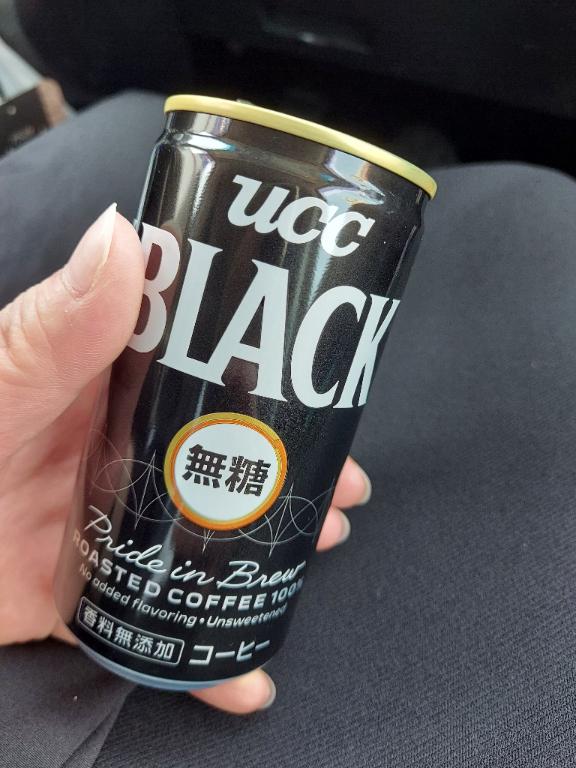 UCC
BLACK
無糖
Pride in Brew
ROASTED COFFEE 100%
No added flavoring・Unsweetened
香料無添加 コーヒー